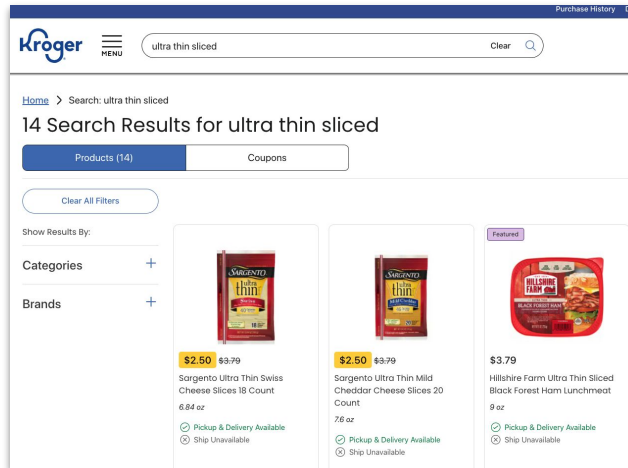 Purchase History
Kroger
MENU
ultra thin sliced
Clear
Home > Search: ultra thin sliced
14 Search Results for ultra thin sliced
Products (14)
Coupons
Clear All Filters
Show Results By:
Categories +
Brands +
SARGENTO
ultra
thin
Swiss
18
$2.50 $3.79
Sargento Ultra Thin Swiss
Cheese Slices 18 Count
6.84 oz
Pickup & Delivery Available
Ship Unavailable
SARGENTO
ultra
thin
Mild Cheddar
20
$2.50 $3.79
Sargento Ultra Thin Mild
Cheddar Cheese Slices 20
Count
7.6 oz
Pickup & Delivery Available
Ship Unavailable
Featured
HILLSHIRE
FARM
BLACK FOREST HAM
$3.79
Hillshire Farm Ultra Thin Sliced
Black Forest Ham Lunchmeat
9 oz
Pickup & Delivery Available
Ship Unavailable